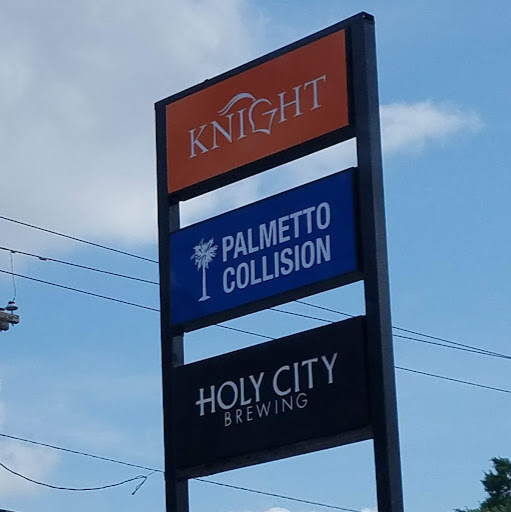 KNIGHT
PALMETTO
COLLISION
HOLY CITY
BREWING